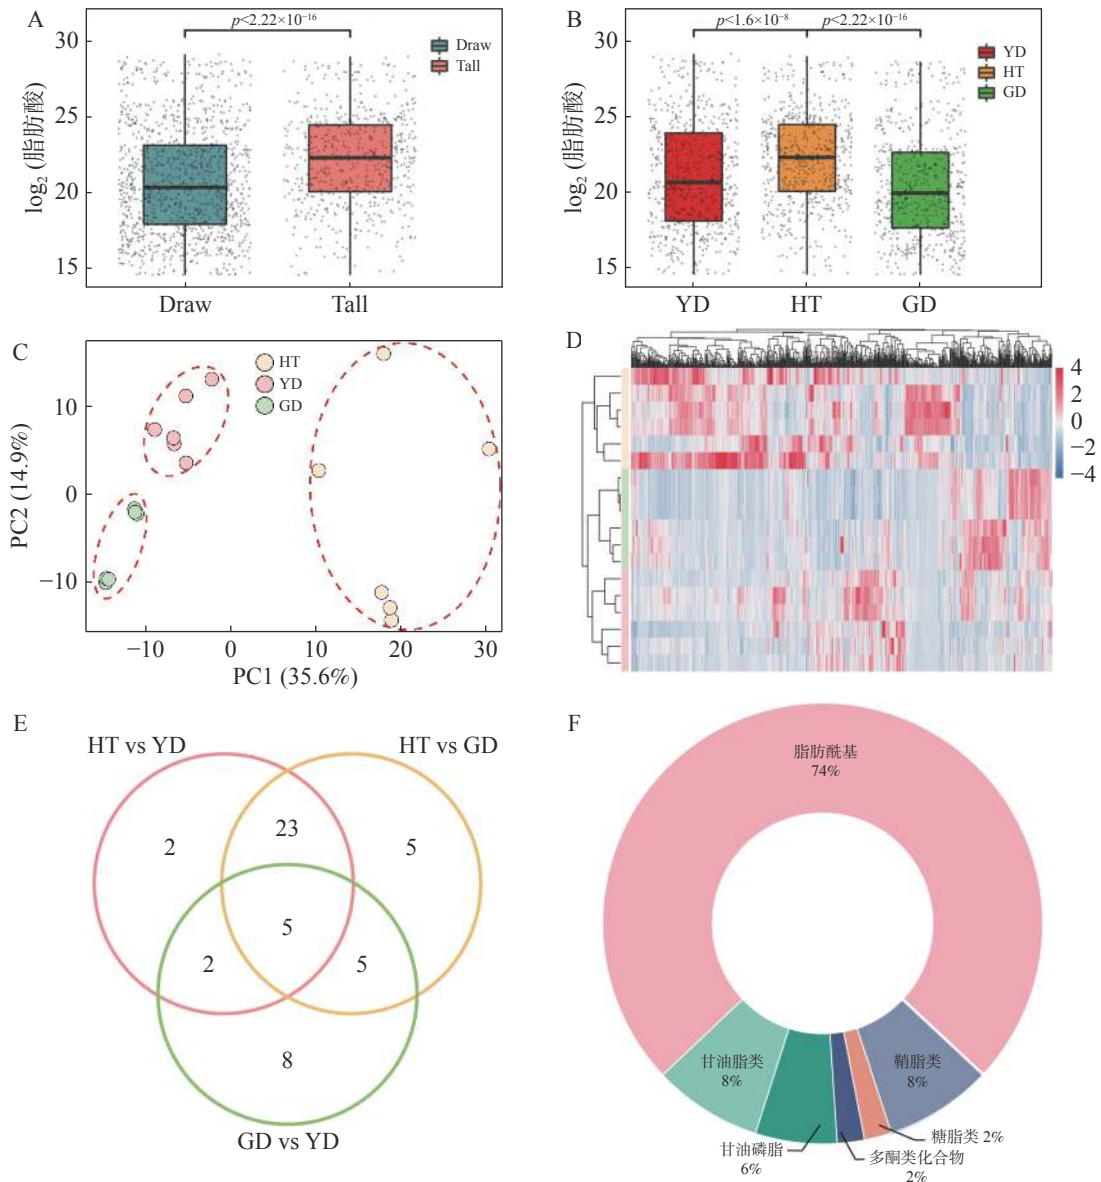 A
p<2.22×10⁻¹⁶
30
25
20
15
log₂ (脂肪酸)
Draw
Tall
Draw
Tall
B
p<1.6×10⁻⁸
p<2.22×10⁻¹⁶
30
25
20
15
log₂ (脂肪酸)
YD
HT
GD
YD
HT
GD
C
HT
YD
GD
10
0
−10
PC2 (14.9%)
−10
0
10
20
30
PC1 (35.6%)
D
4
2
0
−2
−4
E
HT vs YD
HT vs GD
23
2
5
5
2
5
8
GD vs YD
F
脂肪酰基
74%
甘油脂类
8%
鞘脂类
8%
甘油磷脂
6%
糖脂类 2%
多酮类化合物
2%